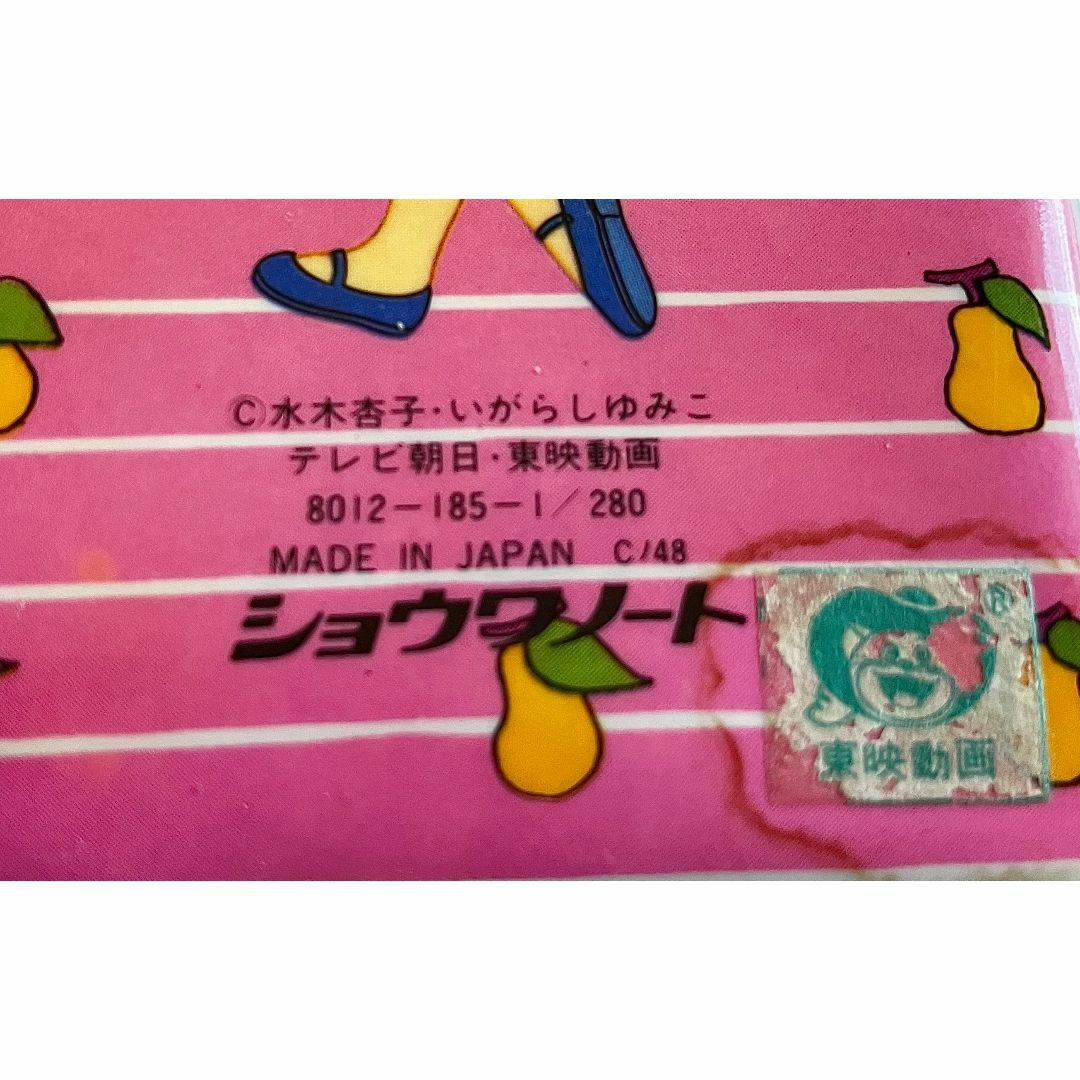 Ⓒ水木杏子・いがらしゆみこ
テレビ朝日・東映動画
8012-185-1/280
MADE IN JAPAN C/48
ショウワノート
®
東映動画